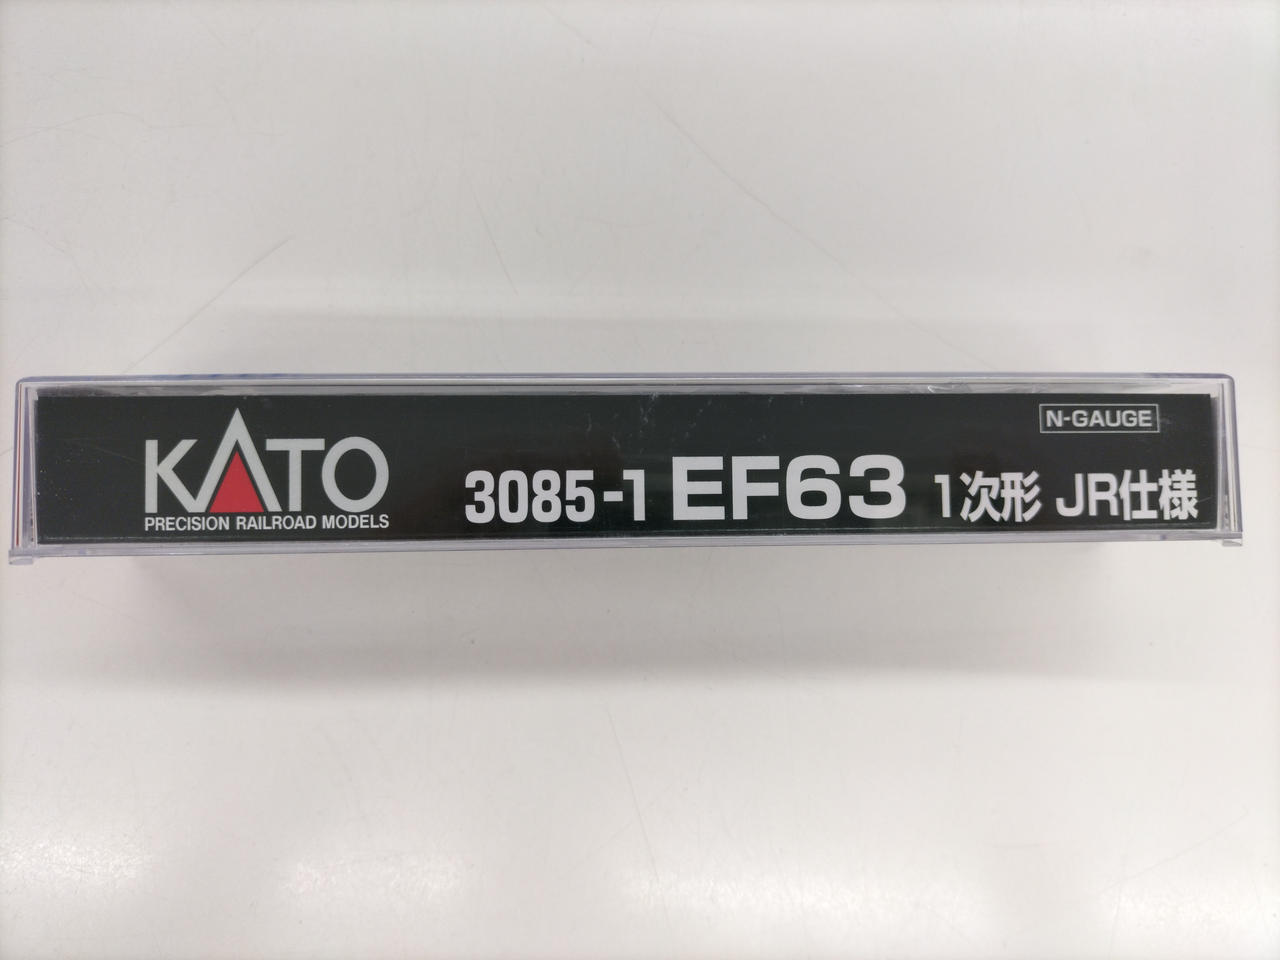 N-GAUGE
KATO
PRECISION RAILROAD MODELS
3085-1 EF63 1次形 JR仕様